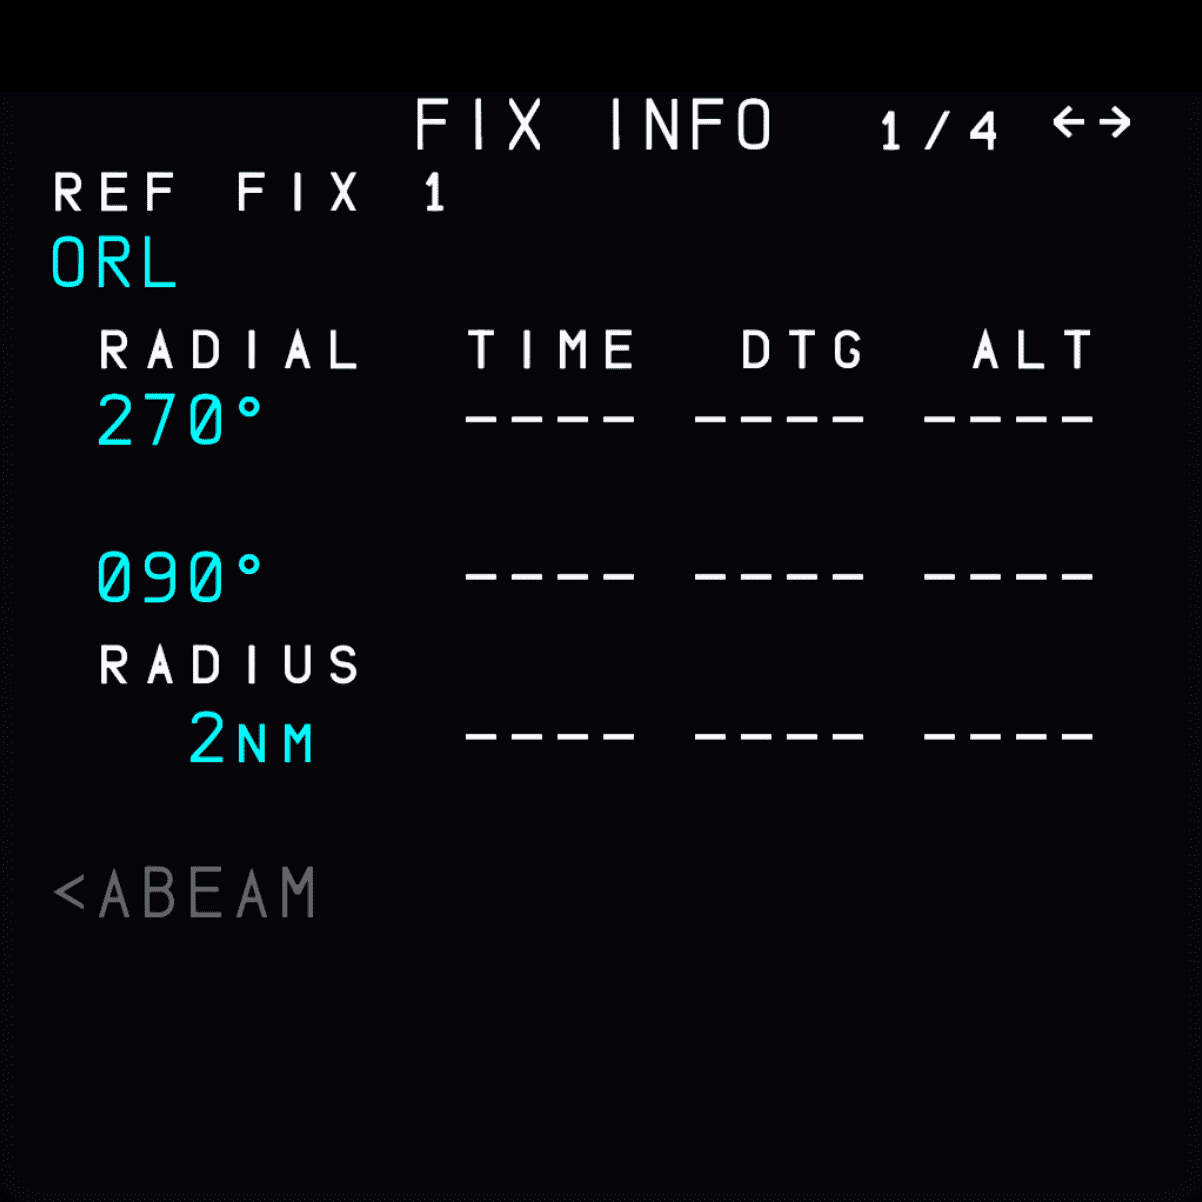 FIX INFO 1/4 ←→
REF FIX 1
ORL
RADIAL TIME DTG ALT
270° ---- ---- ----
090° ---- ---- ----
RADIUS
2NM ---- ---- ----
<ABEAM